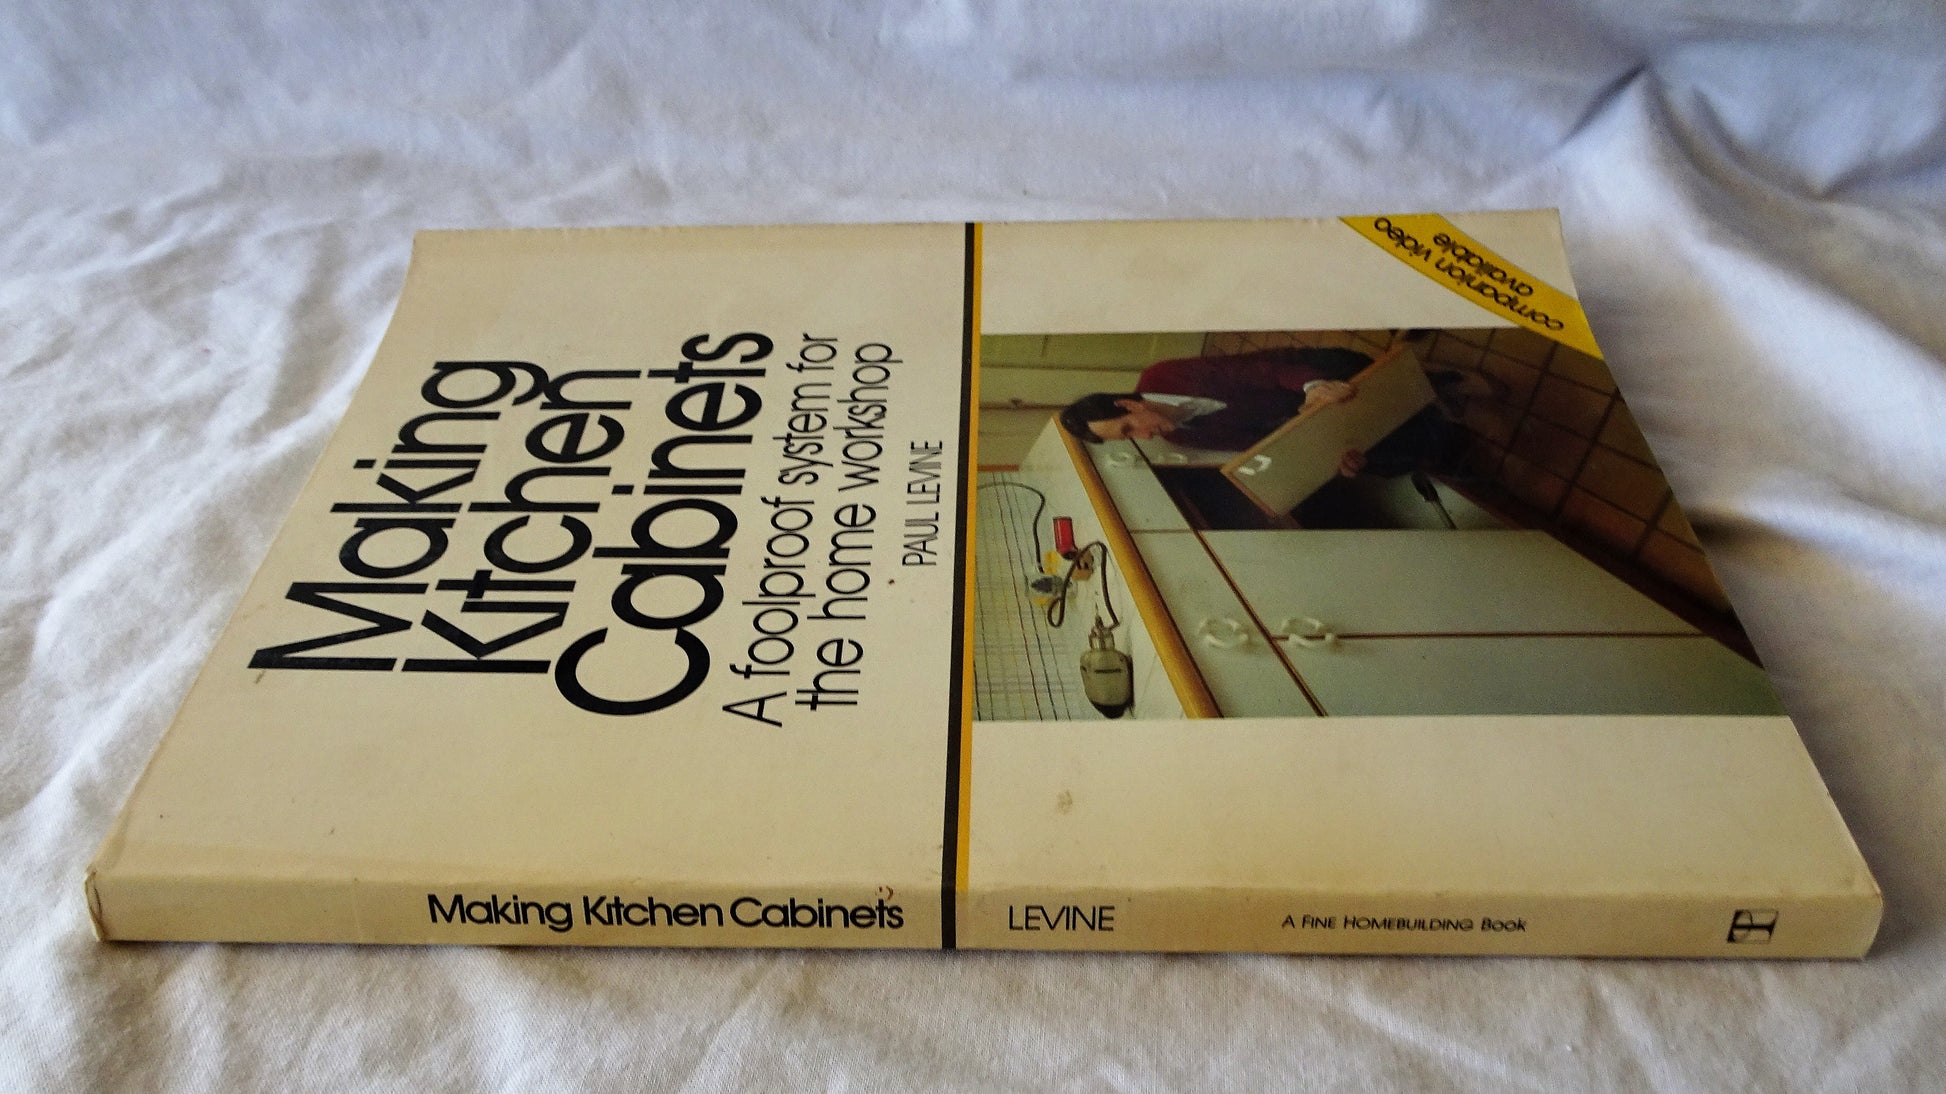 Making
Kitchen
Cabinets
A foolproof system for
the home workshop
PAUL LEVINE
companion video
available
Making Kitchen Cabinets
LEVINE
A FINE HOMEBUILDING Book